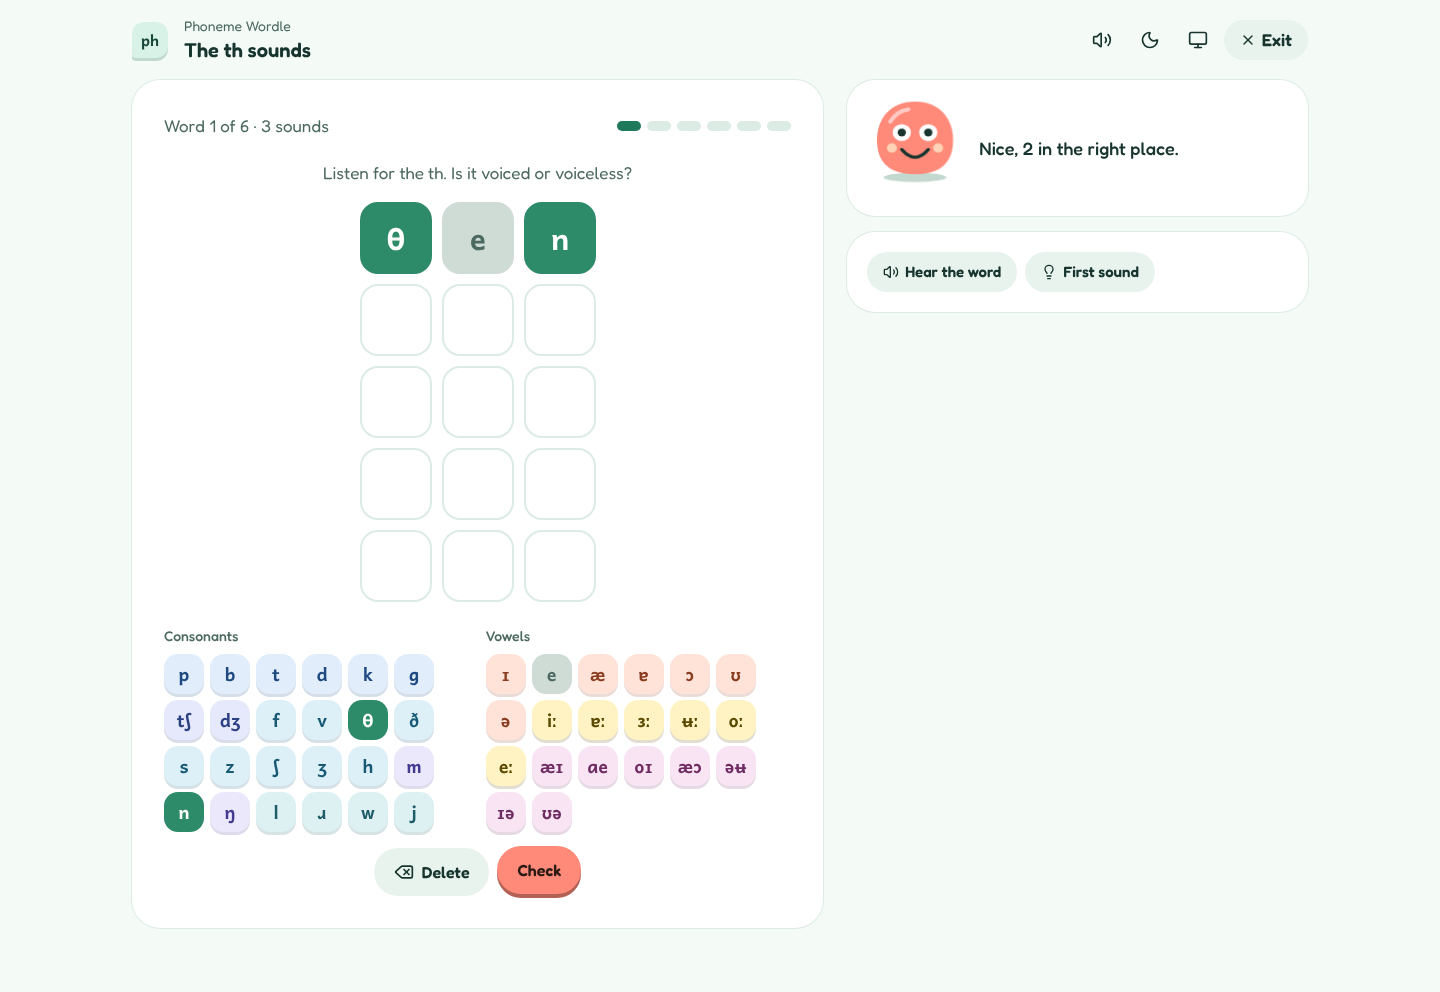 ph
Phoneme Wordle
The th sounds
Exit
Word 1 of 6 · 3 sounds
Listen for the th. Is it voiced or voiceless?
θ e n
Nice, 2 in the right place.
Hear the word
First sound
Consonants
p b t d k g
tʃ dʒ f v θ ð
s z ʃ ʒ h m
n ŋ l ɹ w j
Vowels
ɪ e æ ɐ ɔ ʊ
ə iː ɐː ɜː ʉː oː
eː æɪ ɑe oɪ æɔ əʉ
ɪə ʊə
Delete
Check